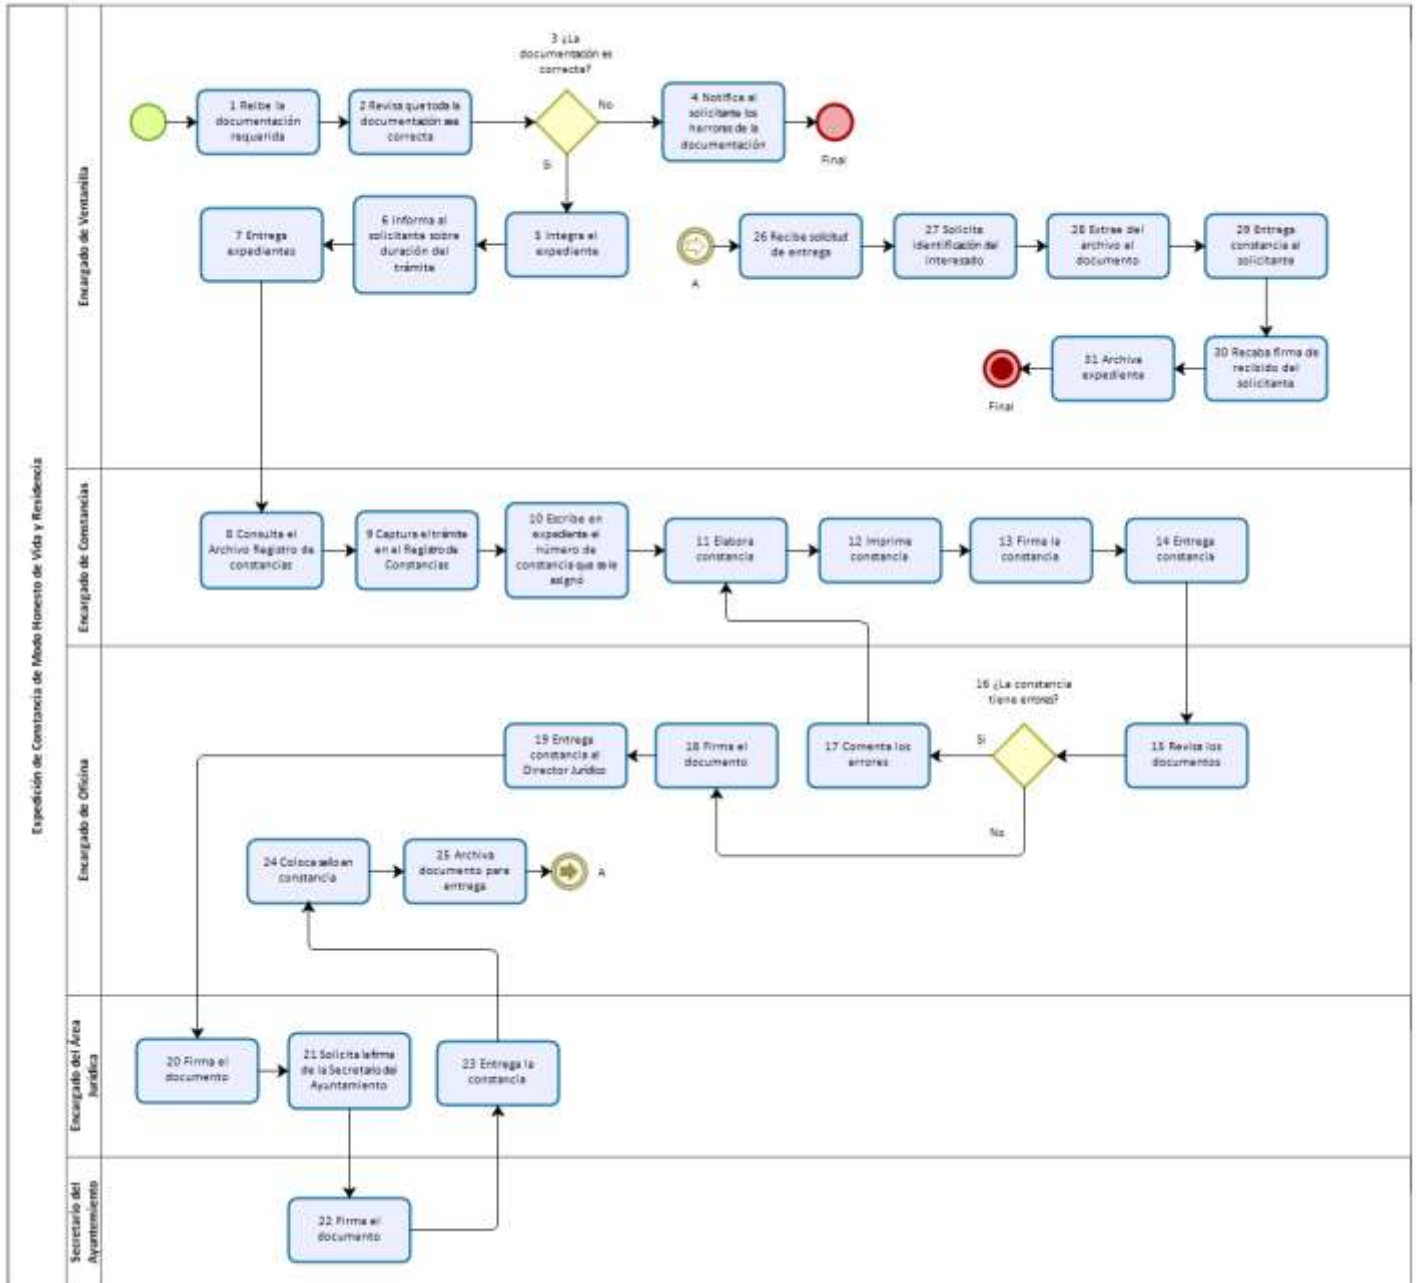 Expedición de Constancia de Modo Honesto de Vida y Residencia
Encargado de Ventanilla
3 ¿La
documentación es
correcta?
1 Reibe la
documentación
requerida
2 Revisa que toda la
documentación sea
correcta
No
4 Notifica al
solicitante los
herrores de la
documentación
Final
Si
7 Entrega
expedientes
6 Informa al
solicitante sobre
duración del
trámite
5 Integra el
expediente
A
26 Recibe solicitud
de entrega
27 Solicita
identificación del
interesado
28 Extrae del
archivo el
documento
29 Entrega
constancia al
solicitante
Final
31 Archiva
expediente
30 Recaba firma de
recibido del
solicitante
Encargado de Constancias
8 Consulta el
Archivo Registro de
constancias
9 Captura el trámite
en el Registro de
Constancias
10 Escribe en
expediente el
número de
constancia que se le
asignó
11 Elabora
constancia
12 Imprime
constancia
13 Firma la
constancia
14 Entrega
constancia
Encargado de Oficina
16 ¿La constancia
tiene errores?
19 Entrega
constancia al
Director Jurídico
18 Firma el
documento
17 Comenta los
errores
Si
15 Revisa los
documentos
No
24 Coloca sello en
constancia
25 Archiva
documento para
entrega
A
Encargado del Área
Jurídica
20 Firma el
documento
21 Solicita la firma
de la Secretario del
Ayuntamiento
23 Entrega la
constancia
Secretario del
Ayuntamiento
22 Firma el
documento